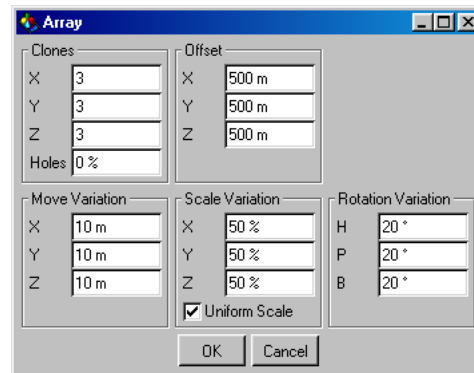 Array
Clones
X 3
Y 3
Z 3
Holes 0 %
Offset
X 500 m
Y 500 m
Z 500 m
Move Variation
X 10 m
Y 10 m
Z 10 m
Scale Variation
X 50 %
Y 50 %
Z 50 %
Uniform Scale
Rotation Variation
H 20 °
P 20 °
B 20 °
OK Cancel